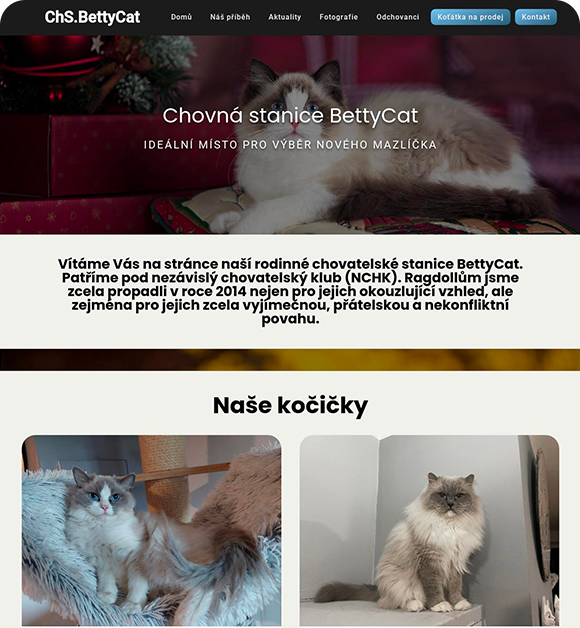 ChS.BettyCat
Domů
Náš příběh
Aktuality
Fotografie
Odchovanci
Koťátka na prodej
Kontakt
Chovná stanice BettyCat
IDEÁLNÍ MÍSTO PRO VÝBĚR NOVÉHO MAZLÍČKA
Vítáme Vás na stránce naší rodinné chovatelské stanice BettyCat.
Patříme pod nezávislý chovatelský klub (NCHK). Ragdollům jsme
zcela propadli v roce 2014 nejen pro jejich okouzlující vzhled, ale
zejména pro jejich zcela vyjímečnou, přátelskou a nekonfliktní
povahu.
Naše kočičky